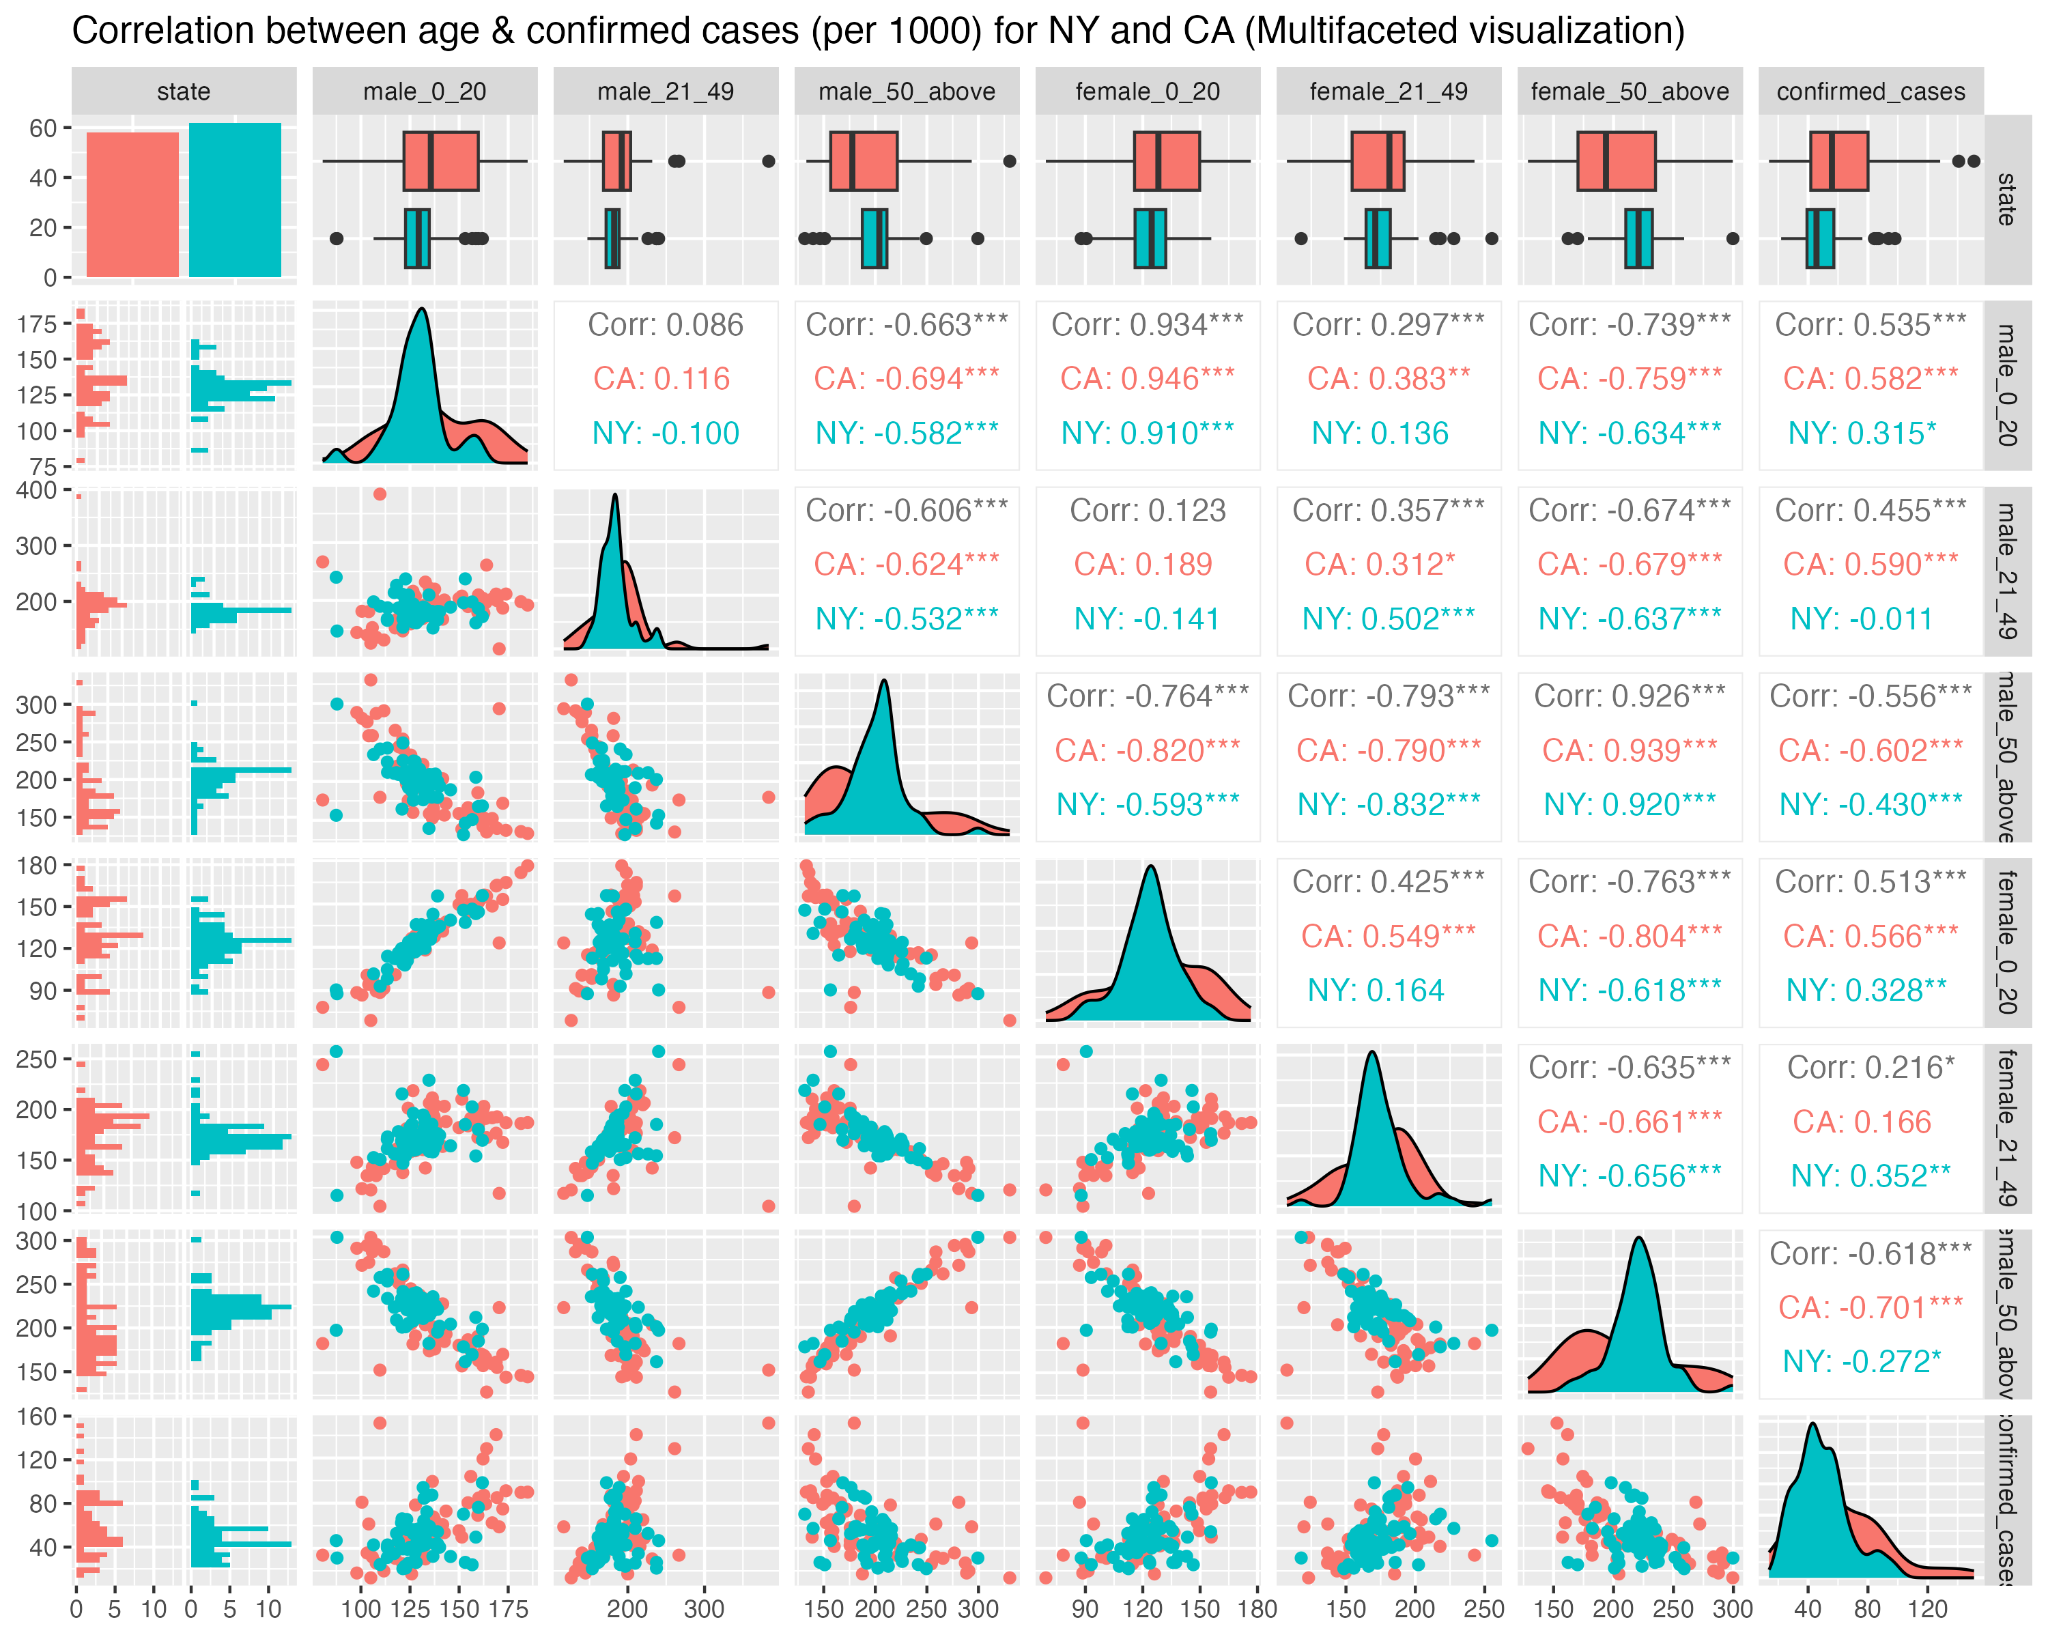 Correlation between age & confirmed cases (per 1000) for NY and CA (Multifaceted visualization)
state male_0_20 male_21_49 male_50_above female_0_20 female_21_49 female_50_above confirmed_cases
60
40
20
0
state
175
150
125
100
75
Corr: 0.086
CA: 0.116
NY: -0.100
Corr: -0.663***
CA: -0.694***
NY: -0.582***
Corr: 0.934***
CA: 0.946***
NY: 0.910***
Corr: 0.297***
CA: 0.383**
NY: 0.136
Corr: -0.739***
CA: -0.759***
NY: -0.634***
Corr: 0.535***
CA: 0.582***
NY: 0.315*
male_0_20
400
300
200
Corr: -0.606***
CA: -0.624***
NY: -0.532***
Corr: 0.123
CA: 0.189
NY: -0.141
Corr: 0.357***
CA: 0.312*
NY: 0.502***
Corr: -0.674***
CA: -0.679***
NY: -0.637***
Corr: 0.455***
CA: 0.590***
NY: -0.011
male_21_49
300
250
200
150
Corr: -0.764***
CA: -0.820***
NY: -0.593***
Corr: -0.793***
CA: -0.790***
NY: -0.832***
Corr: 0.926***
CA: 0.939***
NY: 0.920***
Corr: -0.556***
CA: -0.602***
NY: -0.430***
male_50_above
180
150
120
90
Corr: 0.425***
CA: 0.549***
NY: 0.164
Corr: -0.763***
CA: -0.804***
NY: -0.618***
Corr: 0.513***
CA: 0.566***
NY: 0.328**
female_0_20
250
200
150
100
Corr: -0.635***
CA: -0.661***
NY: -0.656***
Corr: 0.216*
CA: 0.166
NY: 0.352**
female_21_49
300
250
200
150
Corr: -0.618***
CA: -0.701***
NY: -0.272*
emale_50_abov
160
120
80
40
confirmed_cases
0 5 10 0 5 10 100 125 150 175 200 300 150 200 250 300 90 120 150 180 150 200 250 150 200 250 300 40 80 120